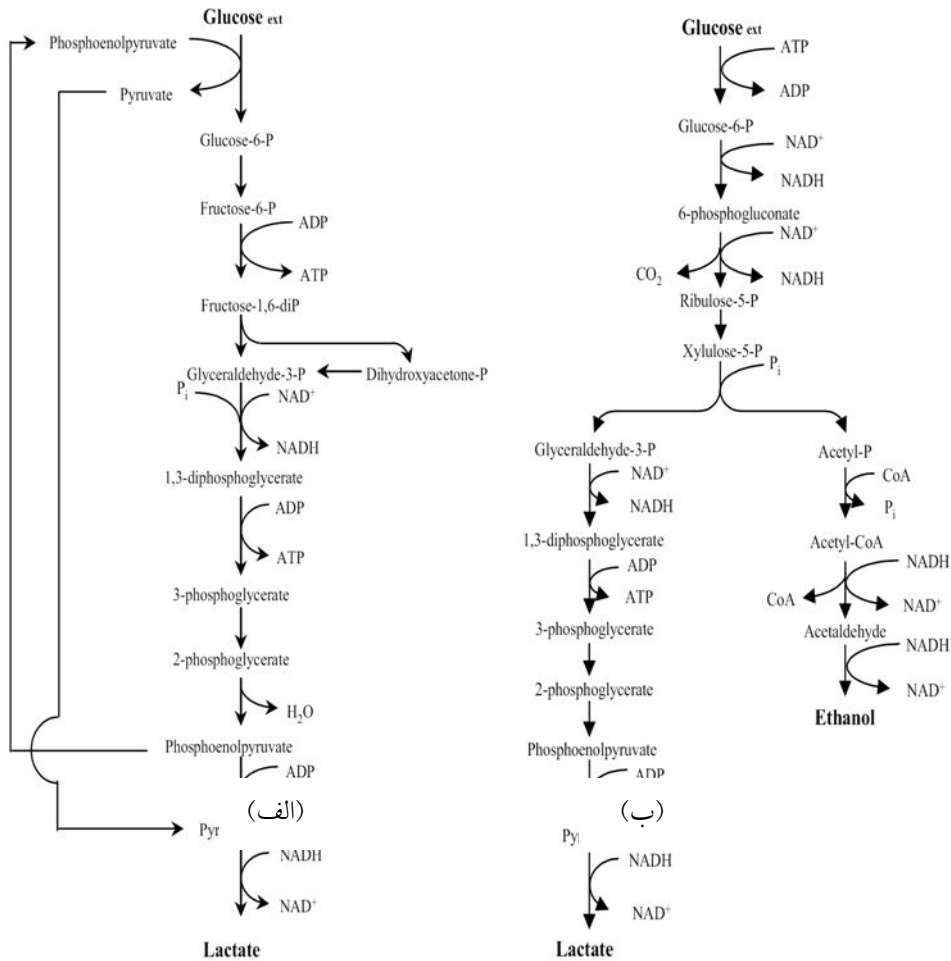 Glucose ext
Phosphoenolpyruvate
Pyruvate
Glucose-6-P
Fructose-6-P
ADP
ATP
Fructose-1,6-diP
Glyceraldehyde-3-P
Dihydroxyacetone-P
Pi
NAD+
NADH
1,3-diphosphoglycerate
ADP
ATP
3-phosphoglycerate
2-phosphoglycerate
H2O
Phosphoenolpyruvate
ADP
(الف)
NADH
NAD+
Lactate
Glucose ext
ATP
ADP
Glucose-6-P
NAD+
NADH
6-phosphogluconate
NAD+
CO2
NADH
Ribulose-5-P
Xylulose-5-P
Pi
Glyceraldehyde-3-P
NAD+
NADH
1,3-diphosphoglycerate
ADP
ATP
3-phosphoglycerate
2-phosphoglycerate
Phosphoenolpyruvate
ADP
(ب)
NADH
NAD+
Lactate
Acetyl-P
CoA
Pi
Acetyl-CoA
NADH
CoA
NAD+
Acetaldehyde
NADH
NAD+
Ethanol